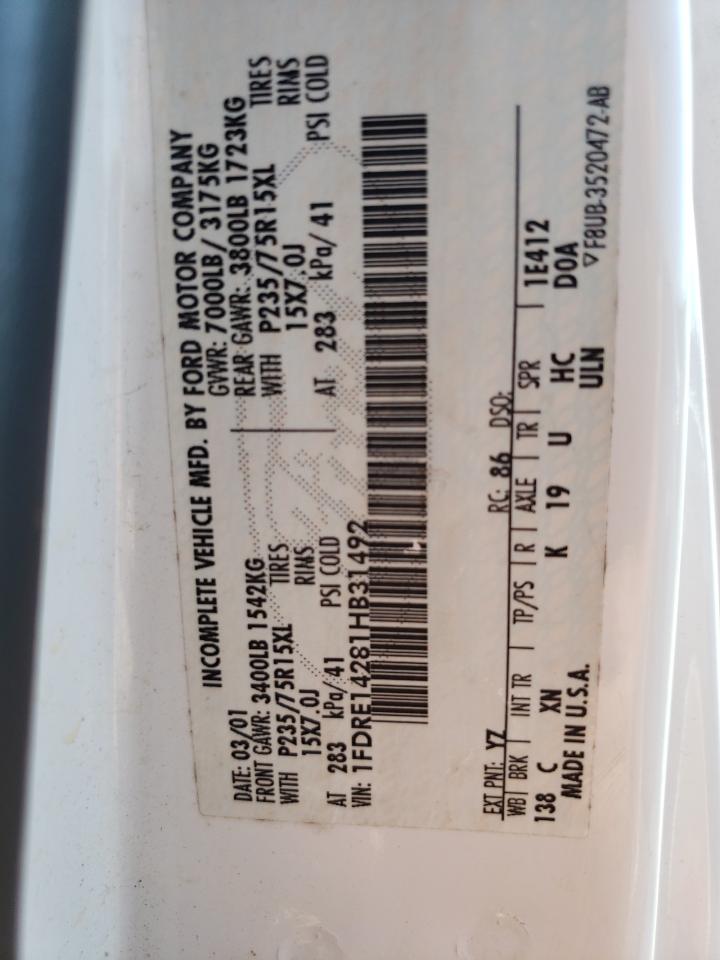 INCOMPLETE VEHICLE MFD. BY FORD MOTOR COMPANY
DATE: 03/01 GVWR: 7000LB/ 3175KG
FRONT GAWR: 3400LB 1542KG REAR GAWR: 3800LB 1723KG
WITH P235/75R15XL TIRES WITH P235/75R15XL TIRES
15X7.0J RIMS 15X7.0J RIMS
AT 283 kPa/ 41 PSI COLD AT 283 kPa/ 41 PSI COLD
VIN: 1FDRE14281HB31492
EXT PNT: YZ RC: 86 DSO:
WB | BRK | INT TR | TP/PS | R | AXLE | TR | SPR | 1E412
138 C XN K 19 U HC DOA
MADE IN U.S.A. ULN ▽F8UB-3520472-AB